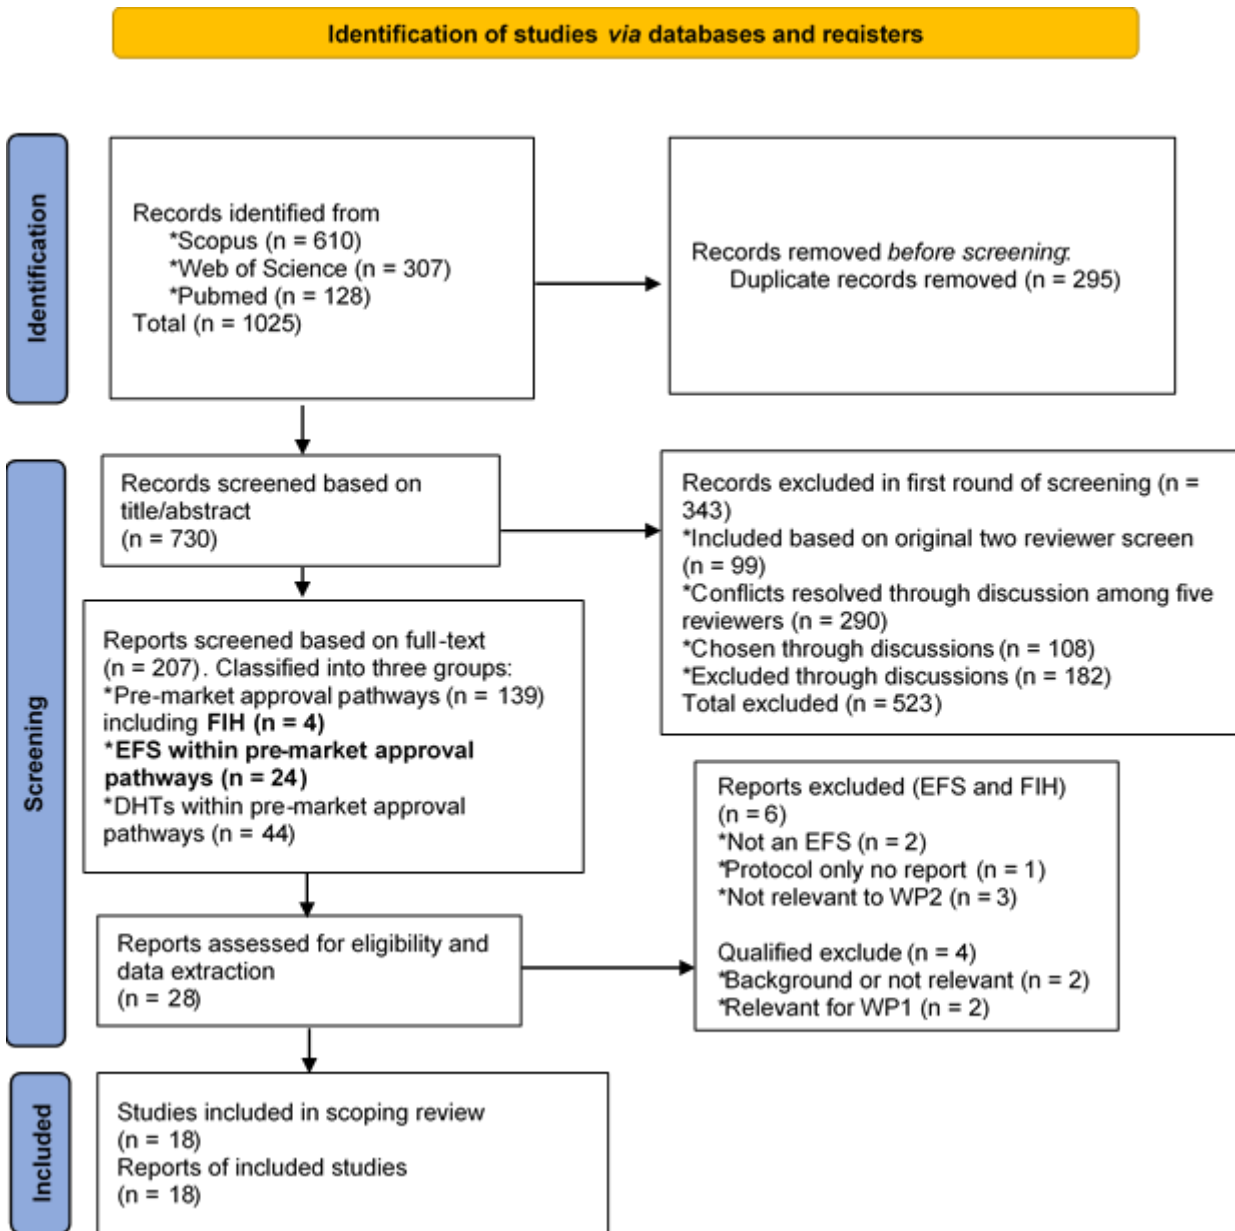 Identification of studies via databases and registers
Identification
Records identified from
*Scopus (n = 610)
*Web of Science (n = 307)
*Pubmed (n = 128)
Total (n = 1025)
Records removed before screening:
Duplicate records removed (n = 295)
Screening
Records screened based on
title/abstract
(n = 730)
Records excluded in first round of screening (n =
343)
*Included based on original two reviewer screen
(n = 99)
*Conflicts resolved through discussion among five
reviewers (n = 290)
*Chosen through discussions (n = 108)
*Excluded through discussions (n = 182)
Total excluded (n = 523)
Reports screened based on full-text
(n = 207). Classified into three groups:
*Pre-market approval pathways (n = 139)
including FIH (n = 4)
*EFS within pre-market approval
pathways (n = 24)
*DHTs within pre-market approval
pathways (n = 44)
Reports excluded (EFS and FIH)
(n = 6)
*Not an EFS (n = 2)
*Protocol only no report (n = 1)
*Not relevant to WP2 (n = 3)
Qualified exclude (n = 4)
*Background or not relevant (n = 2)
*Relevant for WP1 (n = 2)
Reports assessed for eligibility and
data extraction
(n = 28)
Included
Studies included in scoping review
(n = 18)
Reports of included studies
(n = 18)